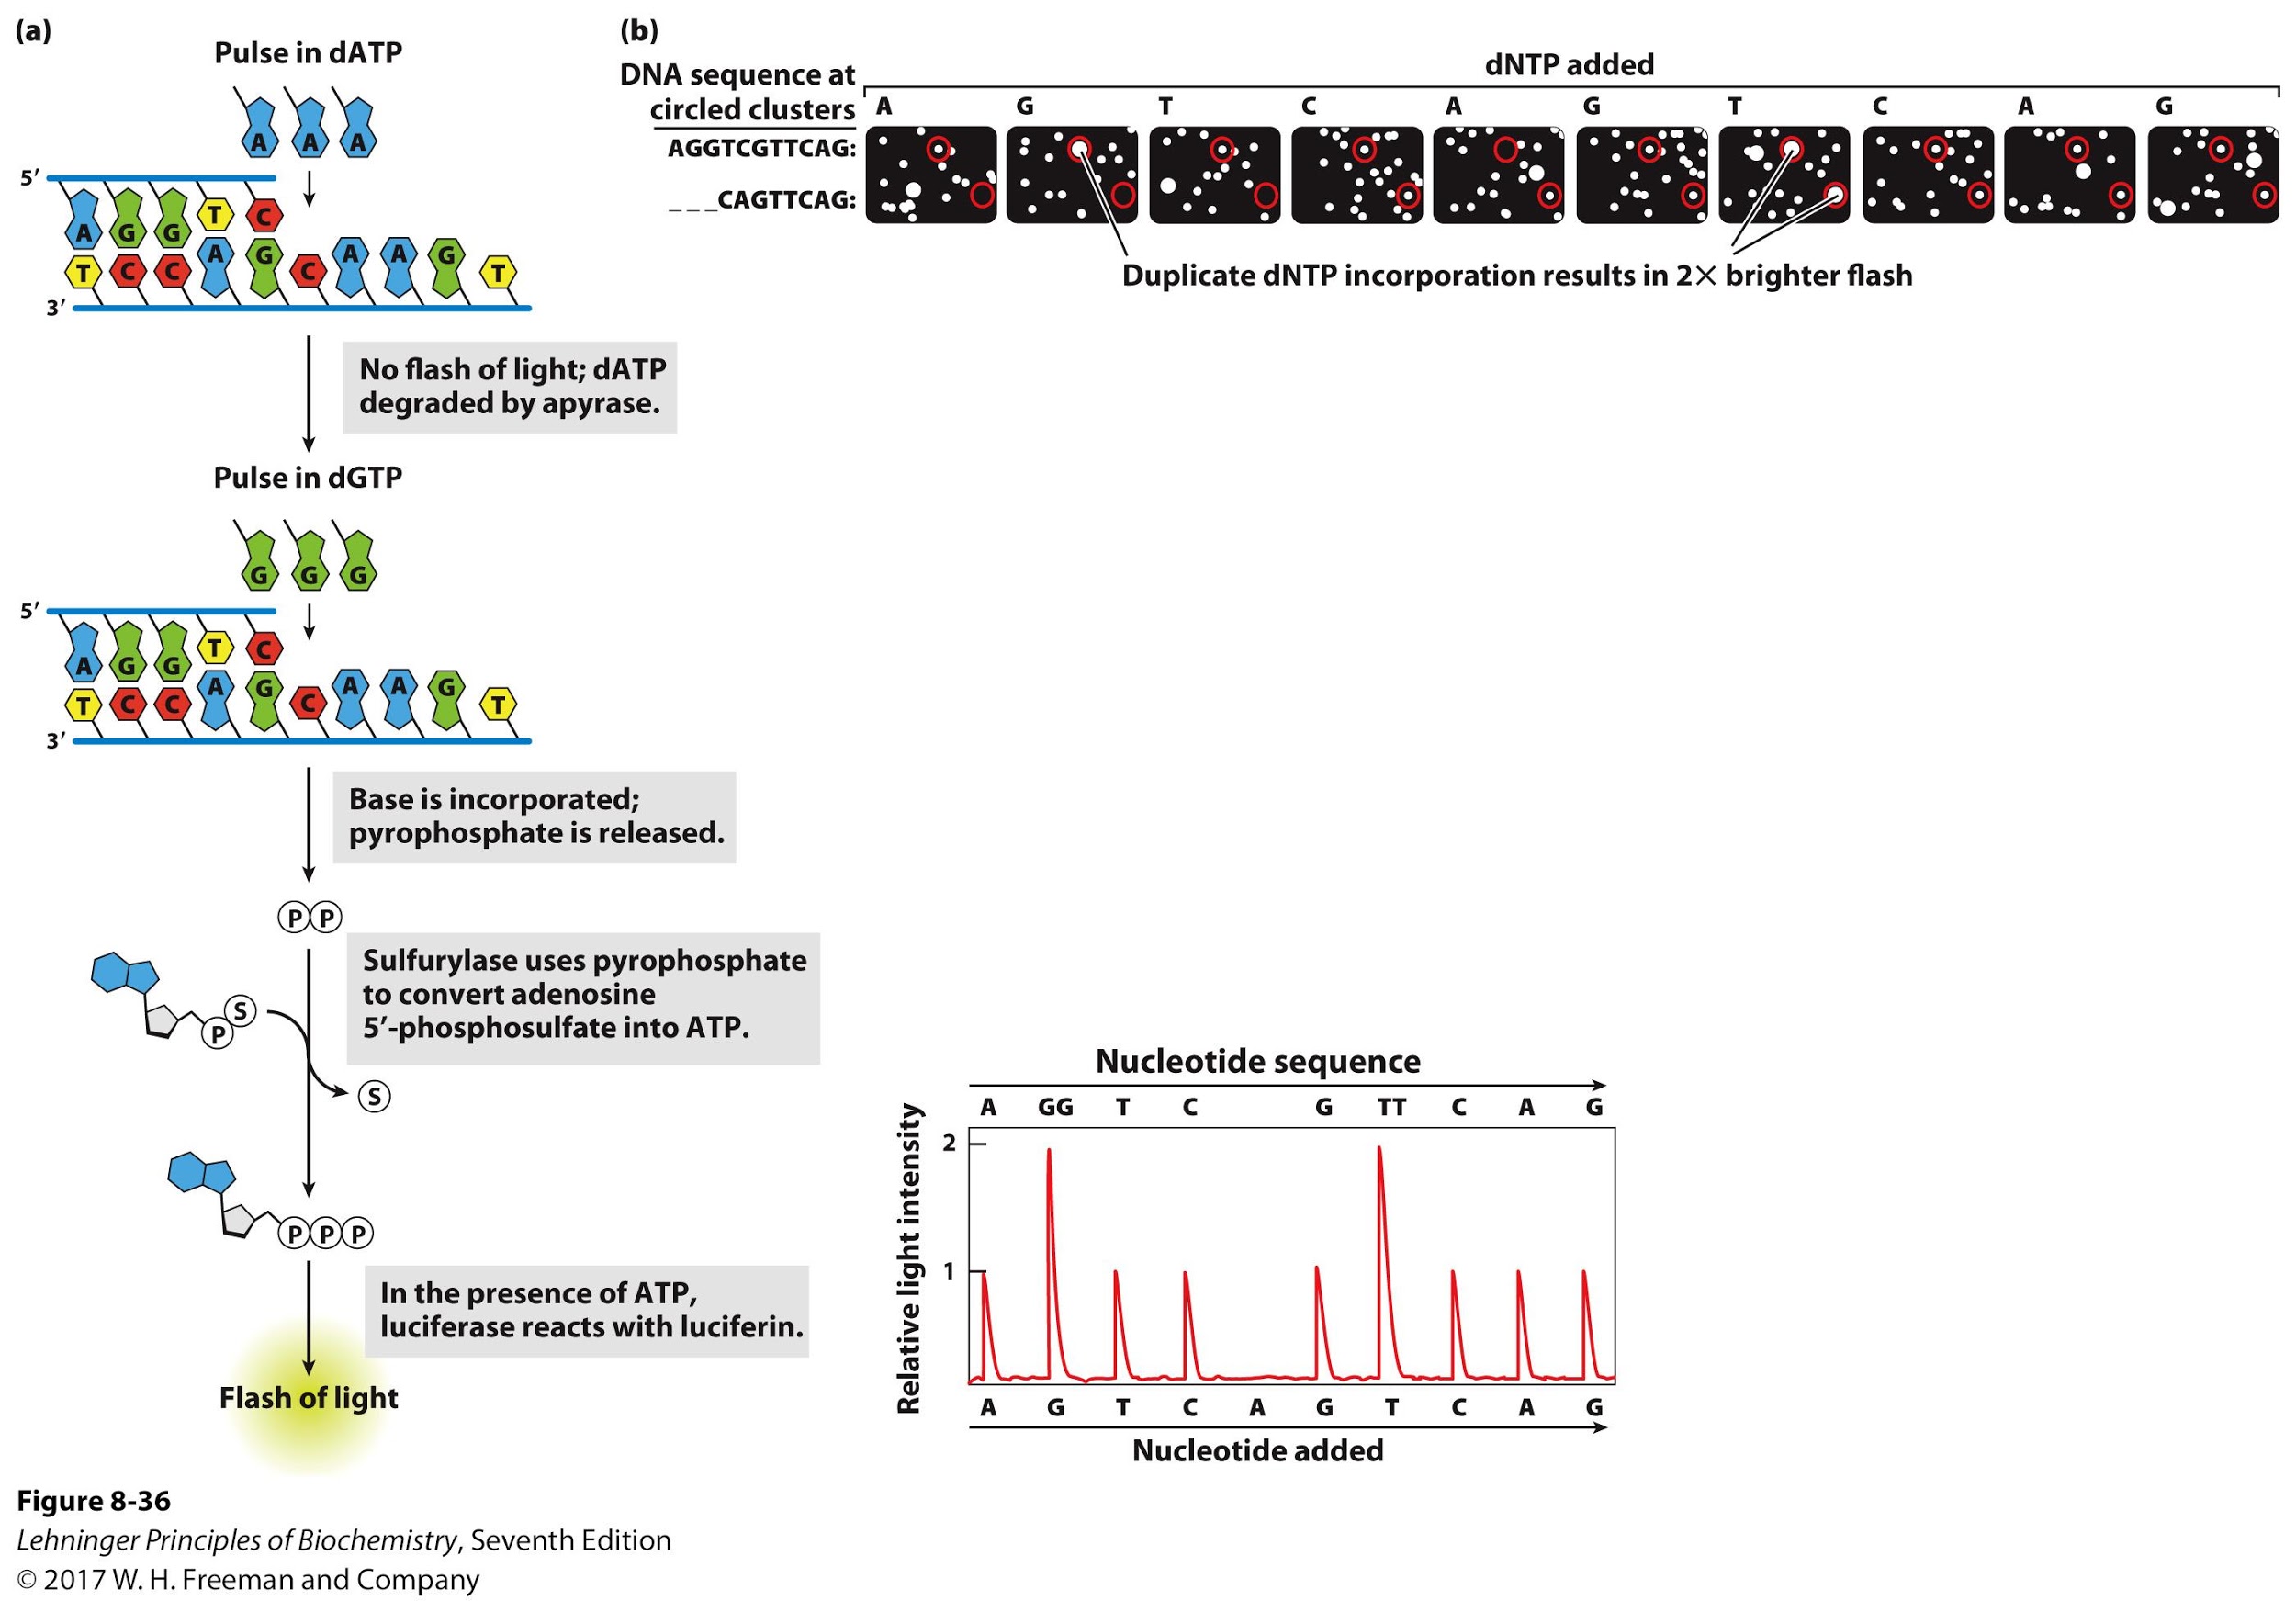 (a)
Pulse in dATP
A A A
5′
A G G T C
T C C A G C A A G T
3′
No flash of light; dATP
degraded by apyrase.
Pulse in dGTP
G G G
5′
A G G T C
T C C A G C A A G T
3′
Base is incorporated;
pyrophosphate is released.
P P
Sulfurylase uses pyrophosphate
to convert adenosine
5′-phosphosulfate into ATP.
P S
S
P P P
In the presence of ATP,
luciferase reacts with luciferin.
Flash of light
(b)
DNA sequence at
circled clusters
dNTP added
A G T C A G T C A G
AGGTCGTTCAG:
_ _ _CAGTTCAG:
Duplicate dNTP incorporation results in 2× brighter flash
Nucleotide sequence
A GG T C G TT C A G
Relative light intensity
2
1
A G T C A G T C A G
Nucleotide added
Figure 8-36
Lehninger Principles of Biochemistry, Seventh Edition
© 2017 W. H. Freeman and Company